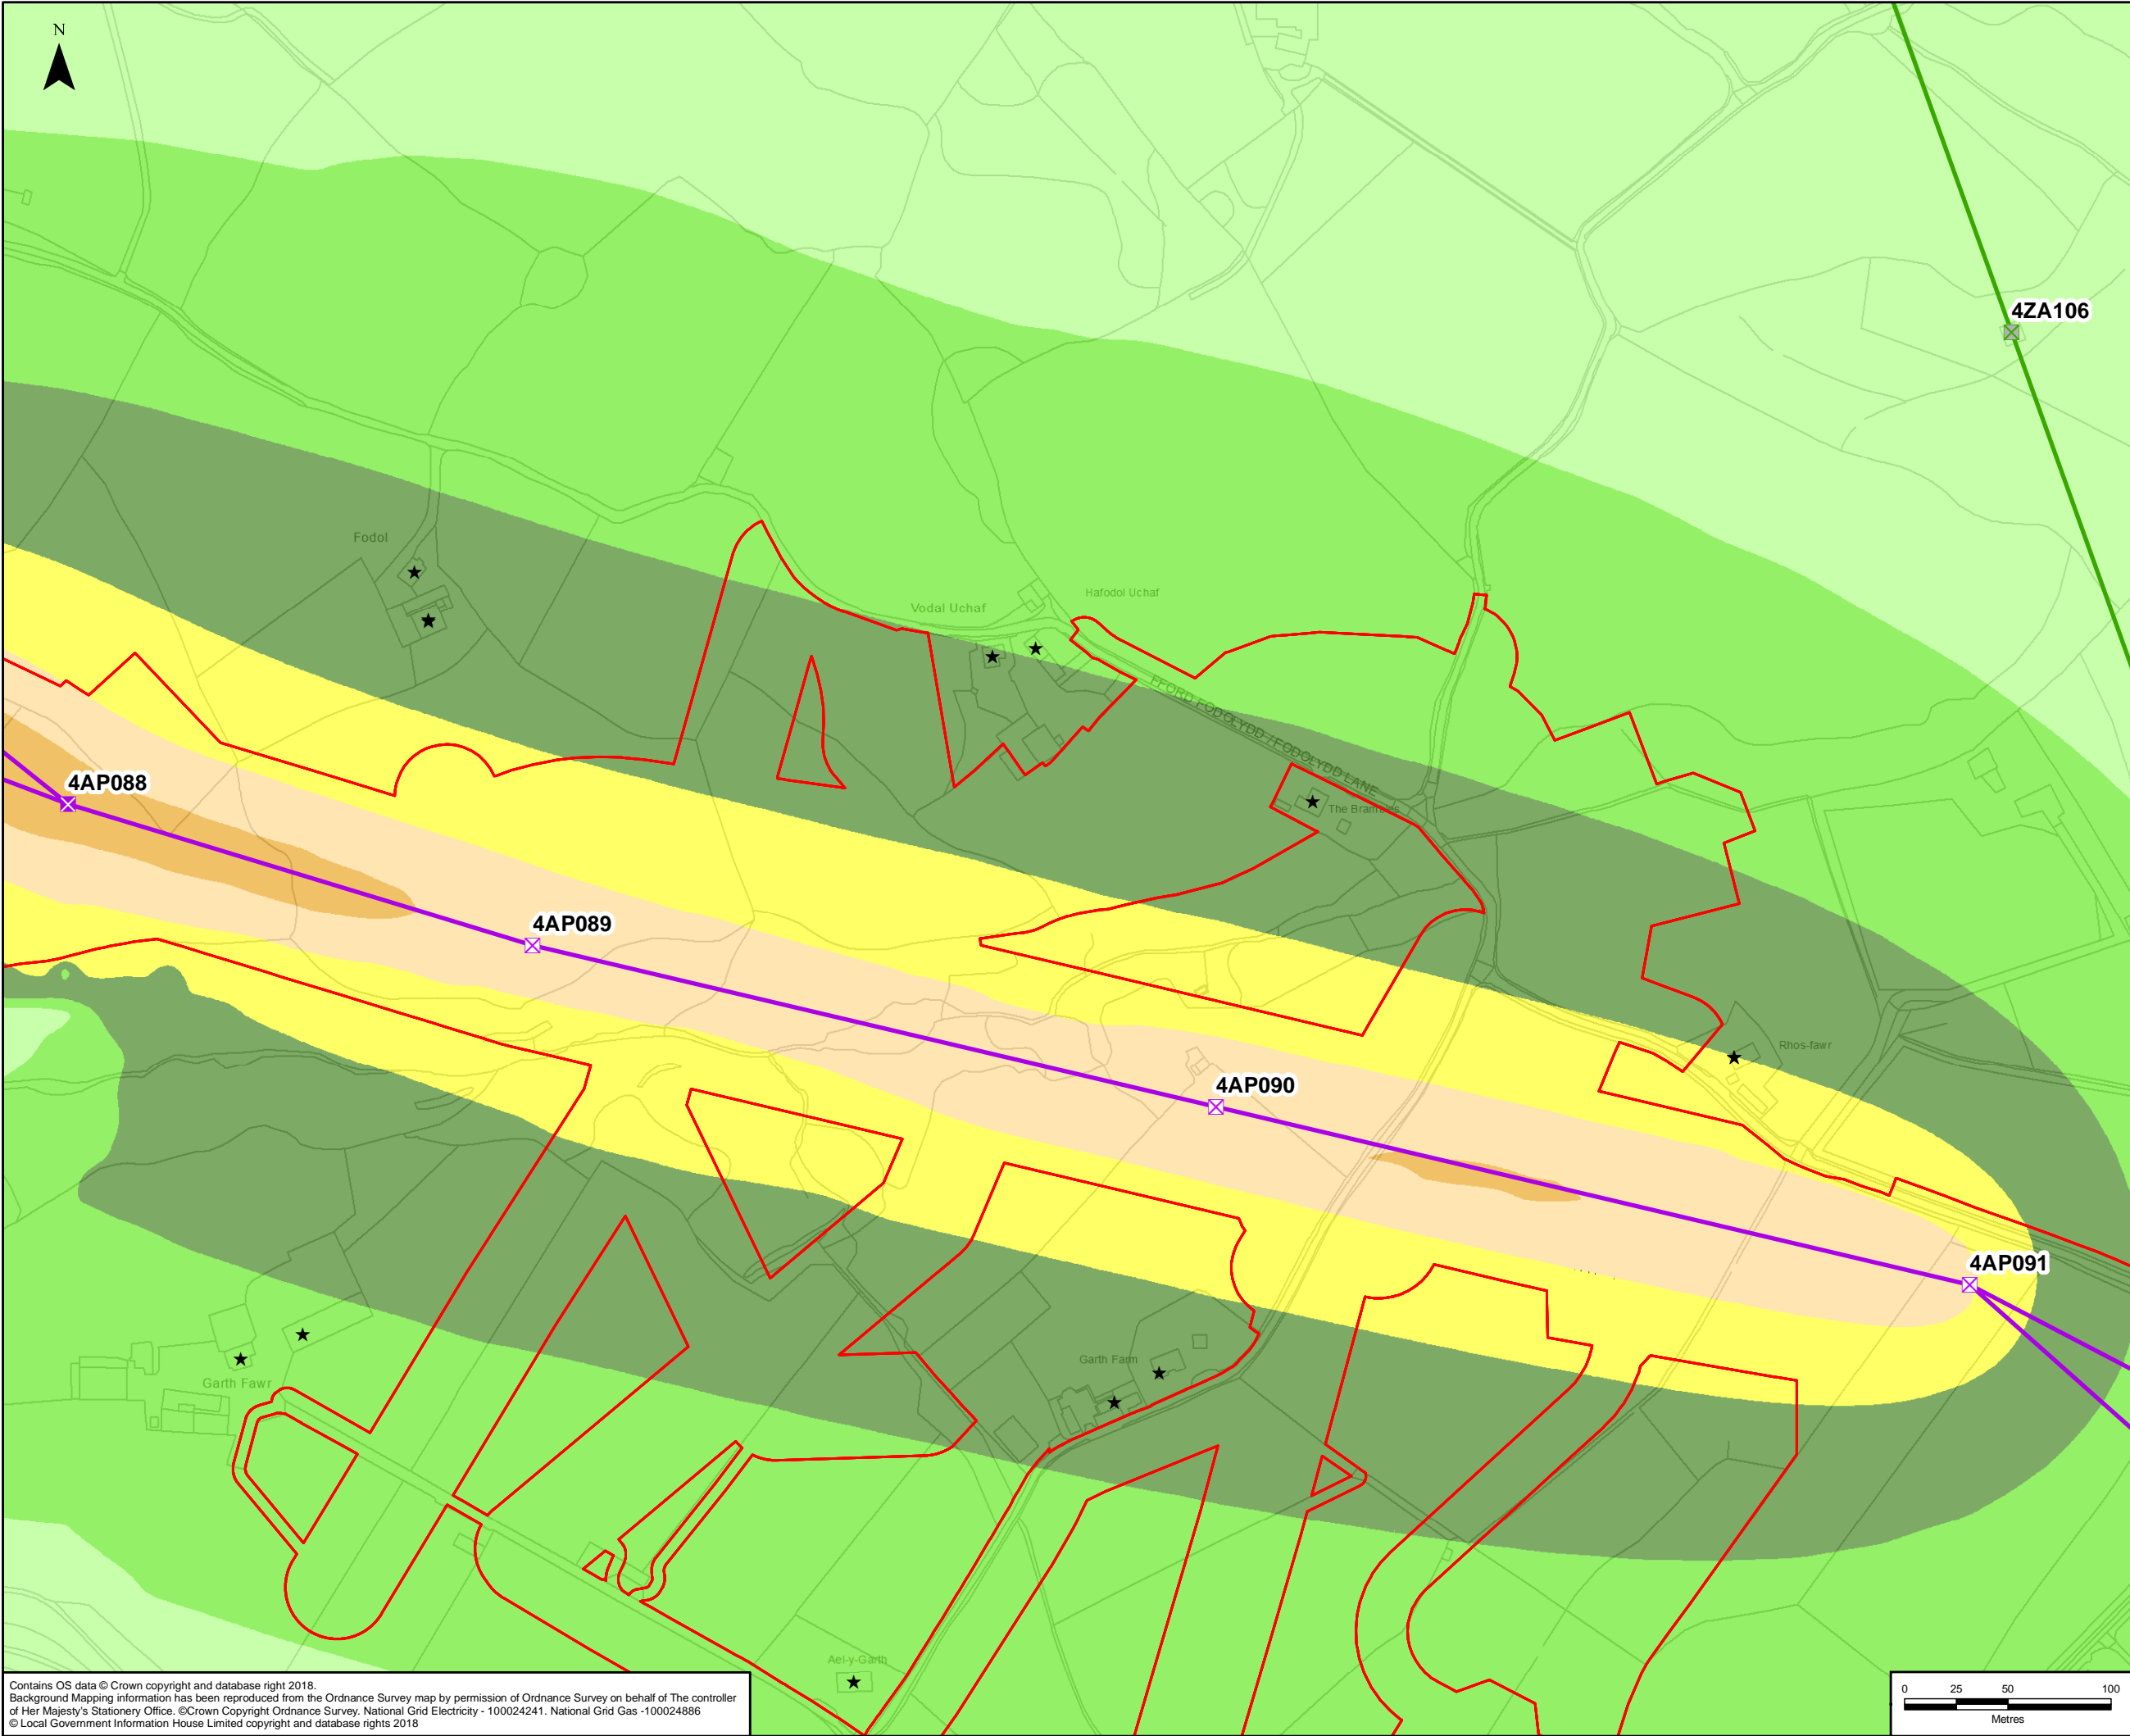 N
4ZA106
Fodol
Hafodol Uchaf
Vodal Uchaf
FFORD FODOLYDD / FODOLYDD LANE
4AP088
The Brambles
4AP089
Rhos-fawr
4AP090
4AP091
Garth Farm
Garth Fawr
Ael-y-Garth
Contains OS data © Crown copyright and database right 2018.
Background Mapping information has been reproduced from the Ordnance Survey map by permission of Ordnance Survey on behalf of The controller
of Her Majesty's Stationery Office. ©Crown Copyright Ordnance Survey. National Grid Electricity - 100024241. National Grid Gas -100024886
© Local Government Information House Limited copyright and database rights 2018
0 25 50 100
Metres